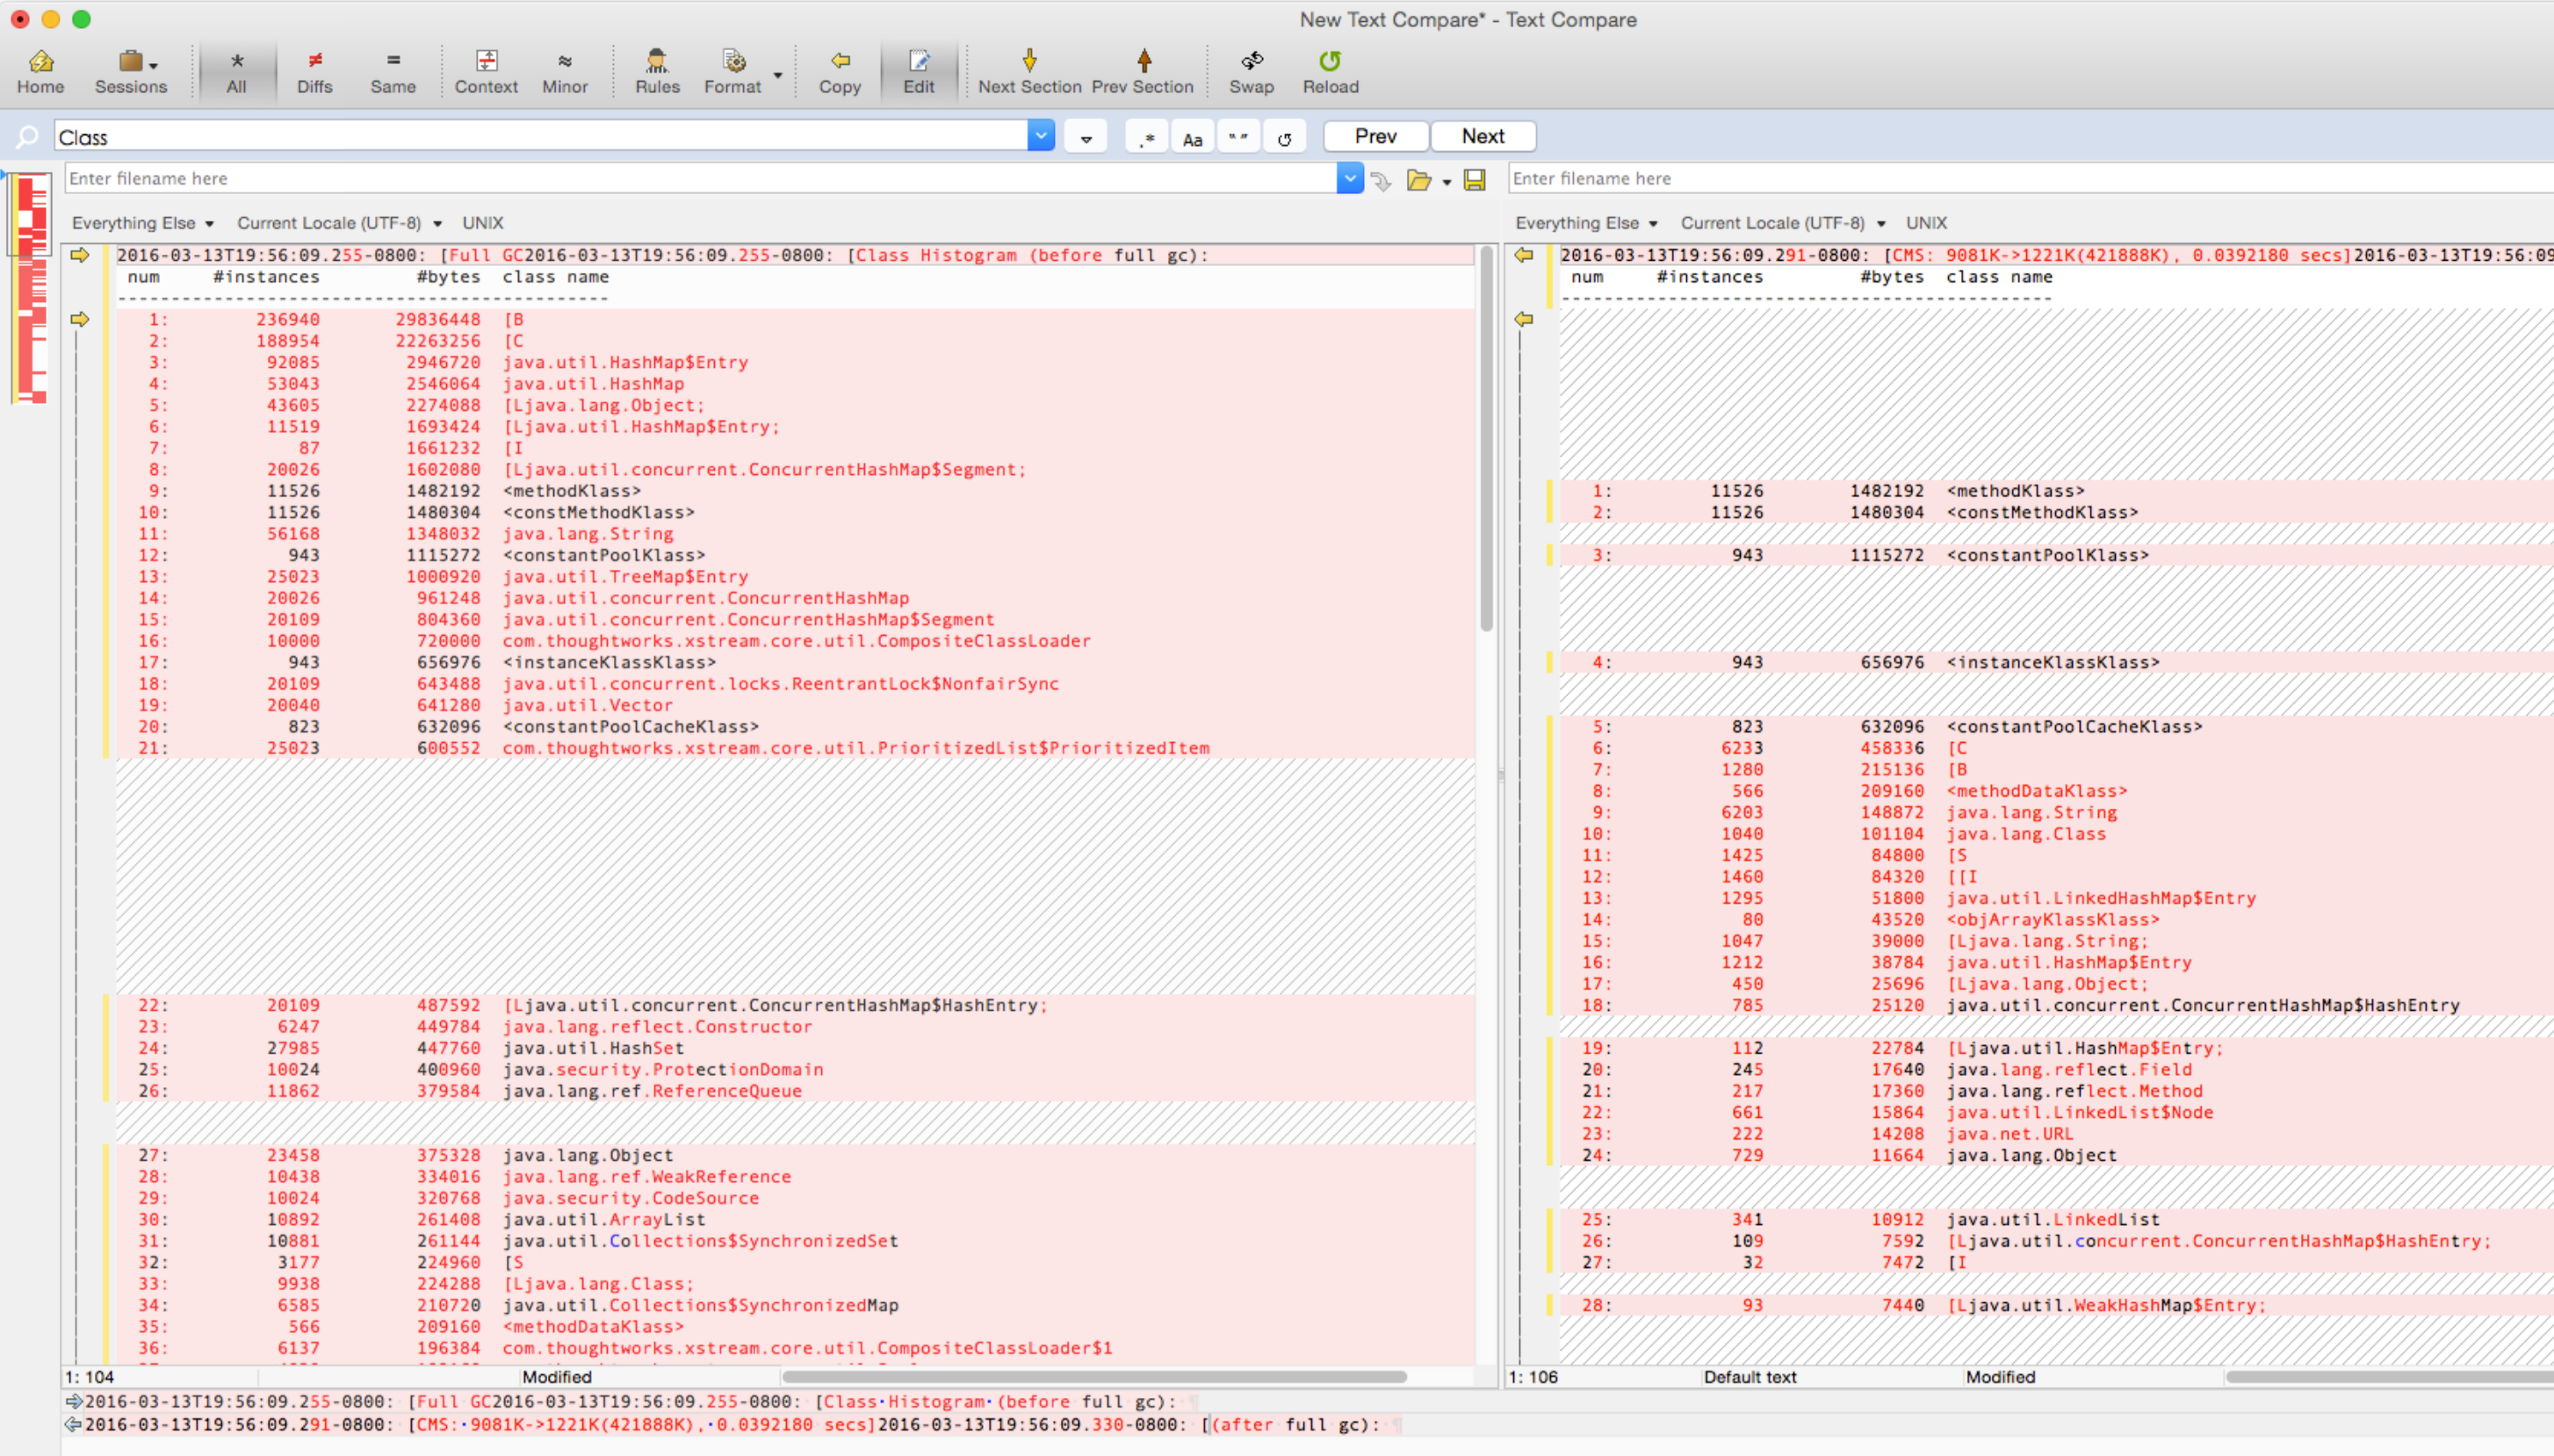 New Text Compare* - Text Compare
Home Sessions All Diffs Same Context Minor Rules Format Copy Edit Next Section Prev Section Swap Reload
Class .* Aa “ ” Prev Next
Enter filename here
Everything Else Current Locale (UTF-8) UNIX
2016-03-13T19:56:09.255-0800: [Full GC2016-03-13T19:56:09.255-0800: [Class Histogram (before full gc):
num #instances #bytes class name
----------------------------------------------
1: 236940 29836448 [B
2: 188954 22263256 [C
3: 92085 2946720 java.util.HashMap$Entry
4: 53043 2546064 java.util.HashMap
5: 43605 2274088 [Ljava.lang.Object;
6: 11519 1693424 [Ljava.util.HashMap$Entry;
7: 87 1661232 [I
8: 20026 1602080 [Ljava.util.concurrent.ConcurrentHashMap$Segment;
9: 11526 1482192 <methodKlass>
10: 11526 1480304 <constMethodKlass>
11: 56168 1348032 java.lang.String
12: 943 1115272 <constantPoolKlass>
13: 25023 1000920 java.util.TreeMap$Entry
14: 20026 961248 java.util.concurrent.ConcurrentHashMap
15: 20109 804360 java.util.concurrent.ConcurrentHashMap$Segment
16: 10000 720000 com.thoughtworks.xstream.core.util.CompositeClassLoader
17: 943 656976 <instanceKlassKlass>
18: 20109 643488 java.util.concurrent.locks.ReentrantLock$NonfairSync
19: 20040 641280 java.util.Vector
20: 823 632096 <constantPoolCacheKlass>
21: 25023 600552 com.thoughtworks.xstream.core.util.PrioritizedList$PrioritizedItem
22: 20109 487592 [Ljava.util.concurrent.ConcurrentHashMap$HashEntry;
23: 6247 449784 java.lang.reflect.Constructor
24: 27985 447760 java.util.HashSet
25: 10024 400960 java.security.ProtectionDomain
26: 11862 379584 java.lang.ref.ReferenceQueue
27: 23458 375328 java.lang.Object
28: 10438 334016 java.lang.ref.WeakReference
29: 10024 320768 java.security.CodeSource
30: 10892 261408 java.util.ArrayList
31: 10881 261144 java.util.Collections$SynchronizedSet
32: 3177 224960 [S
33: 9938 224288 [Ljava.lang.Class;
34: 6585 210720 java.util.Collections$SynchronizedMap
35: 566 209160 <methodDataKlass>
36: 6137 196384 com.thoughtworks.xstream.core.util.CompositeClassLoader$1
1: 104 Modified
Enter filename here
Everything Else Current Locale (UTF-8) UNIX
2016-03-13T19:56:09.291-0800: [CMS: 9081K->1221K(421888K), 0.0392180 secs]2016-03-13T19:56:09
num #instances #bytes class name
----------------------------------------------
1: 11526 1482192 <methodKlass>
2: 11526 1480304 <constMethodKlass>
3: 943 1115272 <constantPoolKlass>
4: 943 656976 <instanceKlassKlass>
5: 823 632096 <constantPoolCacheKlass>
6: 6233 458336 [C
7: 1280 215136 [B
8: 566 209160 <methodDataKlass>
9: 6203 148872 java.lang.String
10: 1040 101104 java.lang.Class
11: 1425 84800 [S
12: 1460 84320 [[I
13: 1295 51800 java.util.LinkedHashMap$Entry
14: 80 43520 <objArrayKlassKlass>
15: 1047 39000 [Ljava.lang.String;
16: 1212 38784 java.util.HashMap$Entry
17: 450 25696 [Ljava.lang.Object;
18: 785 25120 java.util.concurrent.ConcurrentHashMap$HashEntry
19: 112 22784 [Ljava.util.HashMap$Entry;
20: 245 17640 java.lang.reflect.Field
21: 217 17360 java.lang.reflect.Method
22: 661 15864 java.util.LinkedList$Node
23: 222 14208 java.net.URL
24: 729 11664 java.lang.Object
25: 341 10912 java.util.LinkedList
26: 109 7592 [Ljava.util.concurrent.ConcurrentHashMap$HashEntry;
27: 32 7472 [I
28: 93 7440 [Ljava.util.WeakHashMap$Entry;
1: 106 Default text Modified
2016-03-13T19:56:09.255-0800: [Full GC2016-03-13T19:56:09.255-0800: [Class·Histogram·(before full gc): ¶
2016-03-13T19:56:09.291-0800: [CMS:·9081K->1221K(421888K),·0.0392180 secs]2016-03-13T19:56:09.330-0800: [(after full gc): ¶